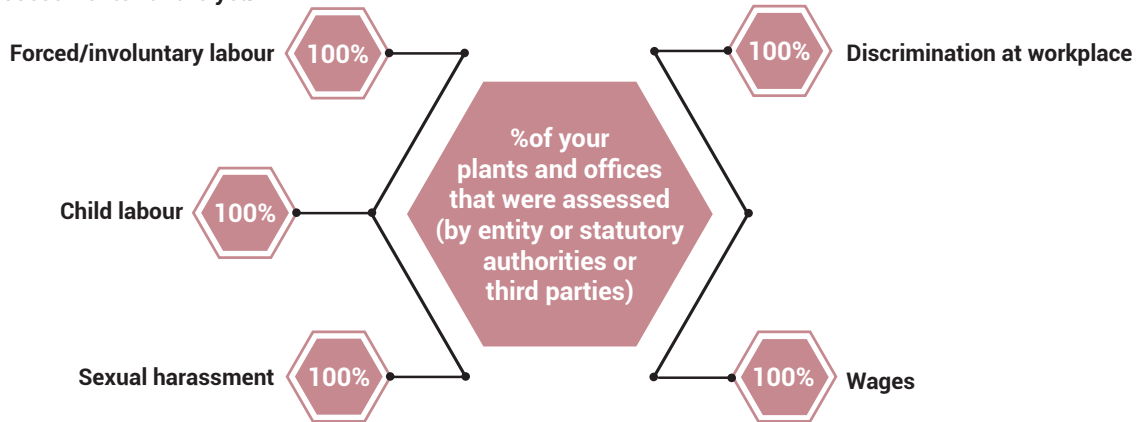 Forced/involuntary labour
100%
Child labour
100%
Sexual harassment
100%
%of your
plants and offices
that were assessed
(by entity or statutory
authorities or
third parties)
100%
Discrimination at workplace
100%
Wages